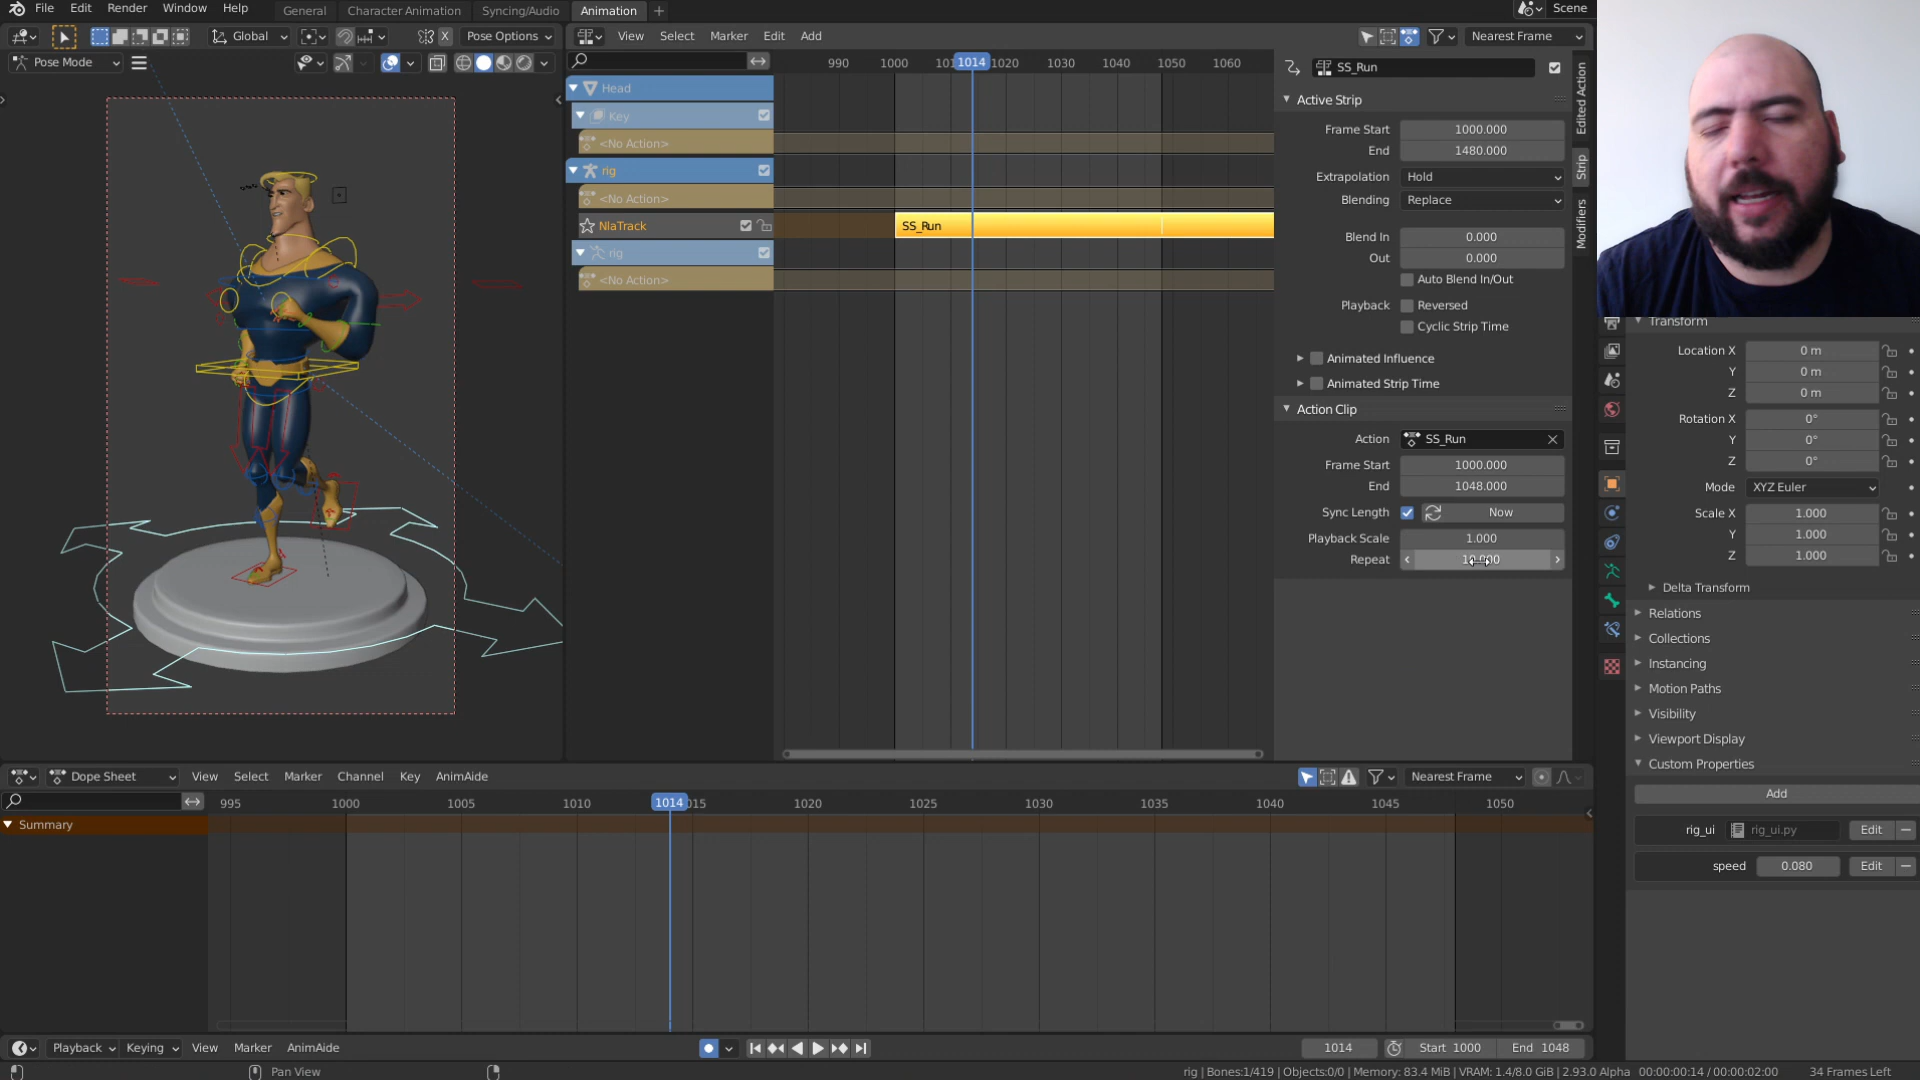 File Edit Render Window Help General Character Animation Syncing/Audio Animation Scene
Global Pose Options View Select Marker Edit Add Nearest Frame
Pose Mode
990 1000 1014 1020 1030 1040 1050 1060
Head
Key
<No Action>
rig
<No Action>
NlaTrack
SS_Run
rig
<No Action>
SS_Run
Active Strip
Frame Start 1000.000
End 1480.000
Extrapolation Hold
Blending Replace
Blend In 0.000
Out 0.000
Auto Blend In/Out
Playback Reversed
Cyclic Strip Time
Animated Influence
Animated Strip Time
Action Clip
Action SS_Run
Frame Start 1000.000
End 1048.000
Sync Length Now
Playback Scale 1.000
Repeat
Edited Action
Strip
Modifiers
Transform
Location X 0 m
Y 0 m
Z 0 m
Rotation X 0°
Y 0°
Z 0°
Mode XYZ Euler
Scale X 1.000
Y 1.000
Z 1.000
Delta Transform
Relations
Collections
Instancing
Motion Paths
Visibility
Viewport Display
Custom Properties
Add
rig_ui rig_ui.py Edit
speed 0.080 Edit
Dope Sheet View Select Marker Channel Key AnimAide Nearest Frame
995 1000 1005 1010 1014 1020 1025 1030 1035 1040 1045 1050
Summary
Playback Keying View Marker AnimAide 1014 Start 1000 End 1048
Pan View rig | Bones:1/419 | Objects:0/0 | Memory: 83.4 MiB | VRAM: 1.4/8.0 GiB | 2.93.0 Alpha 00:00:00:14 / 00:00:02:00 34 Frames Left